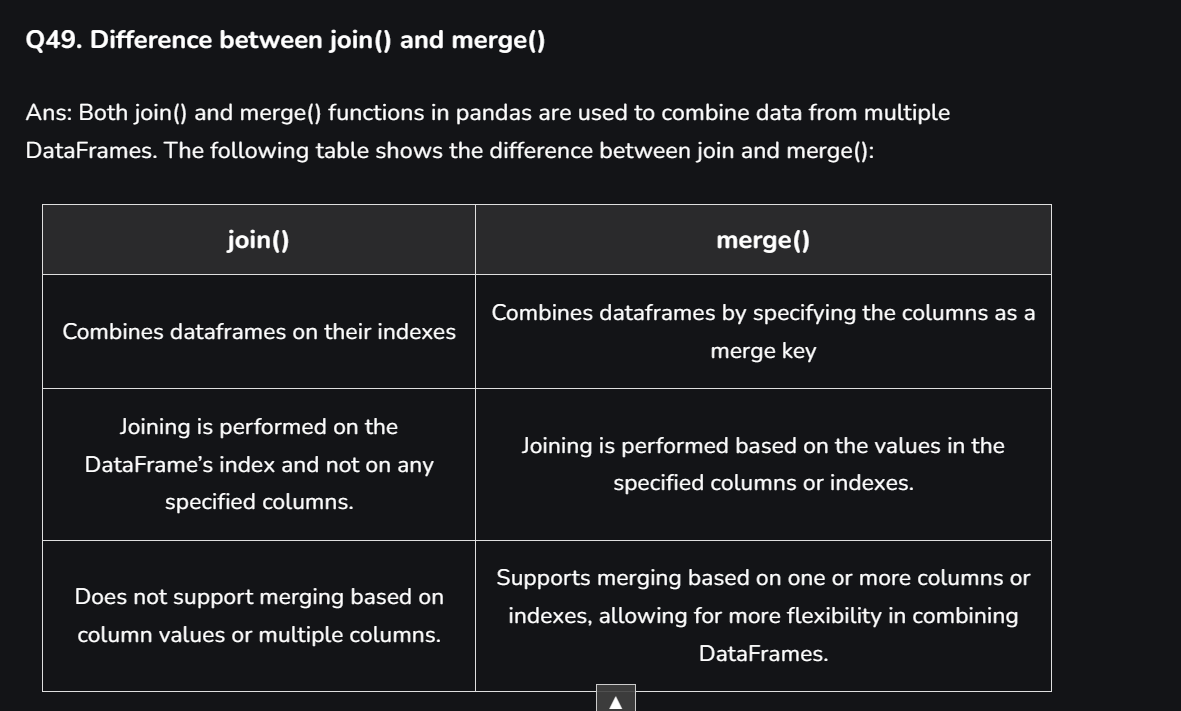 Q49. Difference between join() and merge()
Ans: Both join() and merge() functions in pandas are used to combine data from multiple
DataFrames. The following table shows the difference between join and merge():
join()
merge()
Combines dataframes on their indexes
Combines dataframes by specifying the columns as a
merge key
Joining is performed on the
DataFrame’s index and not on any
specified columns.
Joining is performed based on the values in the
specified columns or indexes.
Does not support merging based on
column values or multiple columns.
Supports merging based on one or more columns or
indexes, allowing for more flexibility in combining
DataFrames.